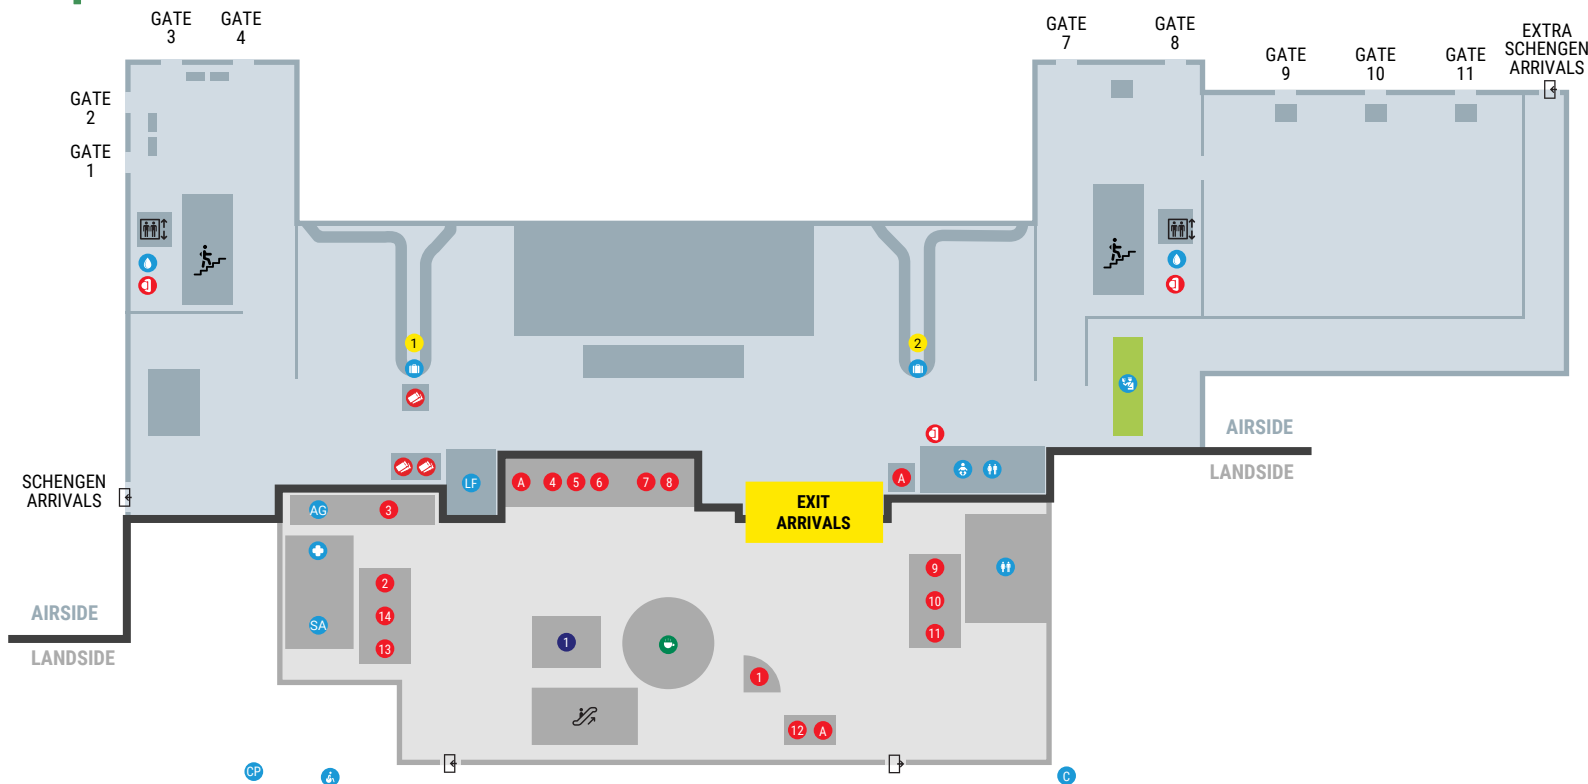 GATE
3
GATE
4
GATE
7
GATE
8
GATE
9
GATE
10
GATE
11
EXTRA
SCHENGEN
ARRIVALS
GATE
2
GATE
1
1
2
AIRSIDE
LANDSIDE
SCHENGEN
ARRIVALS
LF
A
4
5
6
7
8
A
EXIT
ARRIVALS
AG
3
2
14
13
SA
9
10
11
AIRSIDE
LANDSIDE
1
1
12
A
CP
C